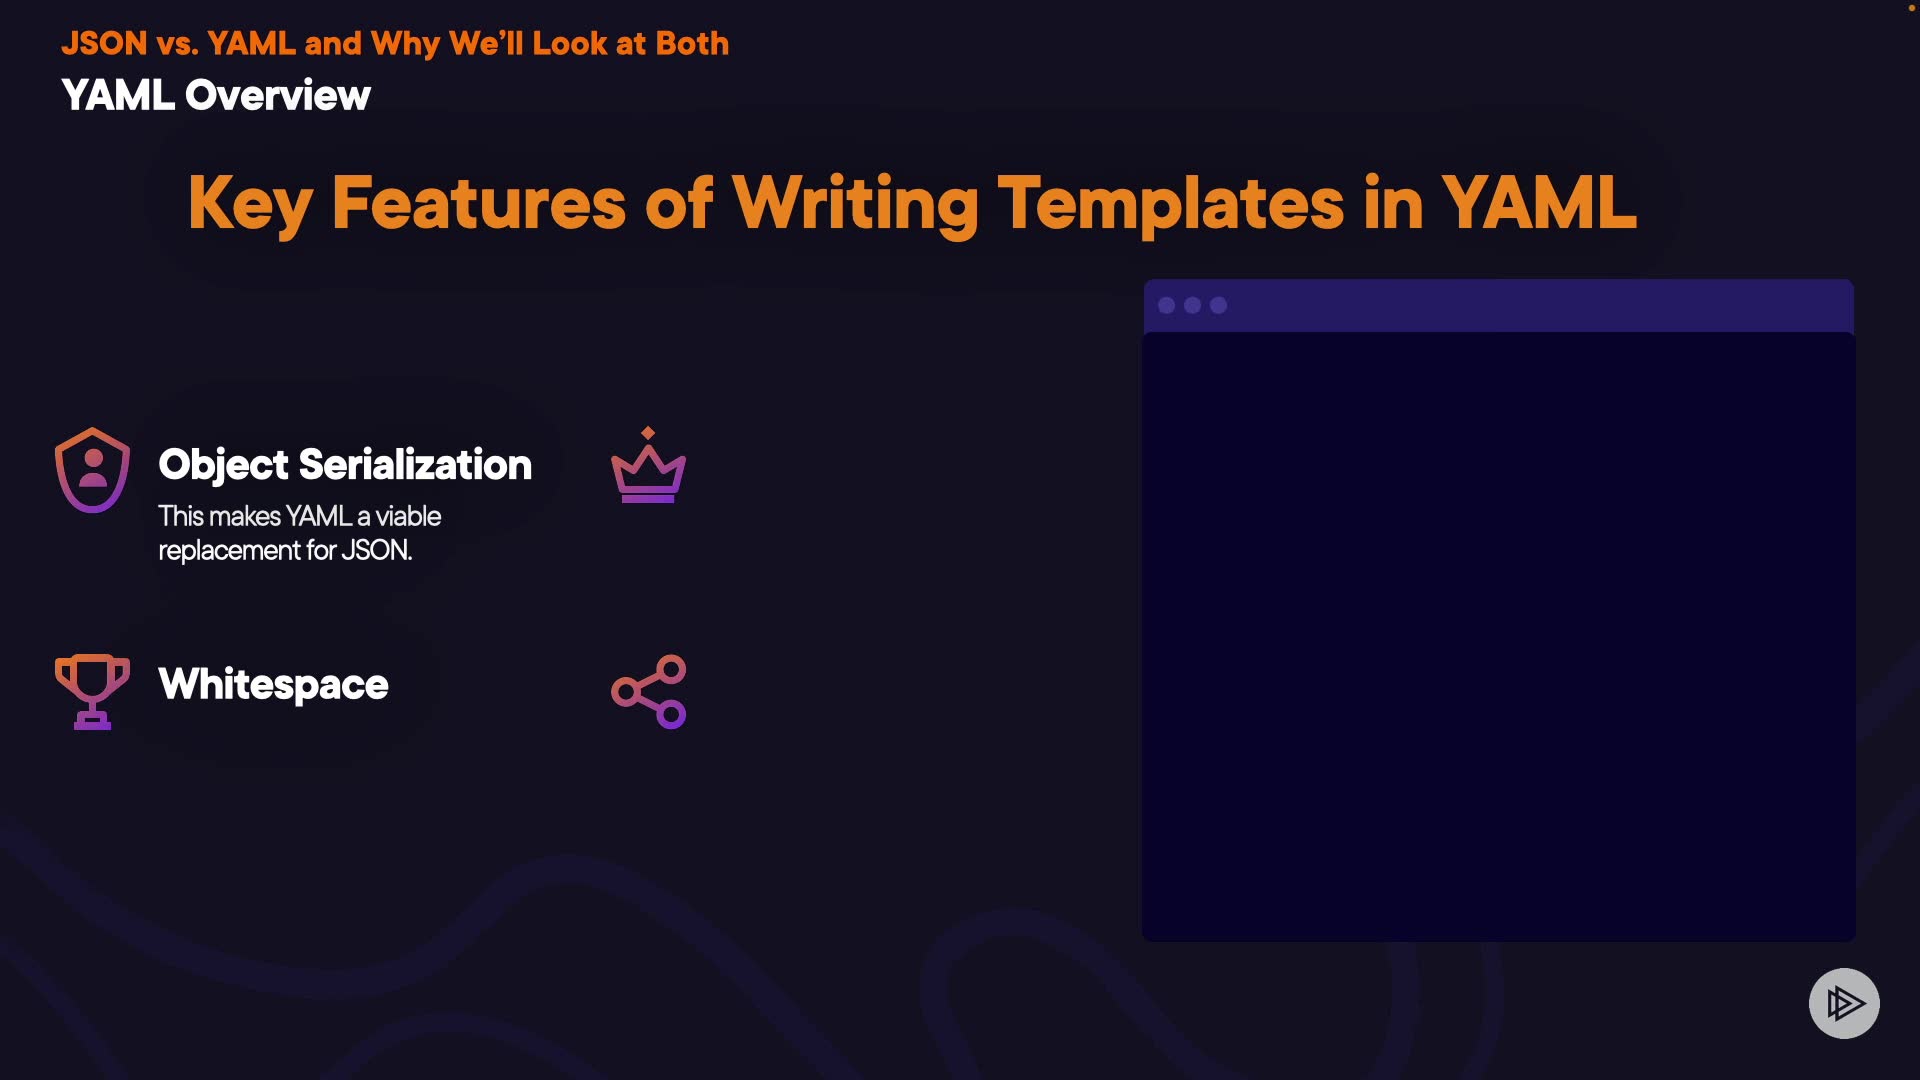 JSON vs. YAML and Why We’ll Look at Both
YAML Overview
Key Features of Writing Templates in YAML
Object Serialization
This makes YAML a viable
replacement for JSON.
Whitespace